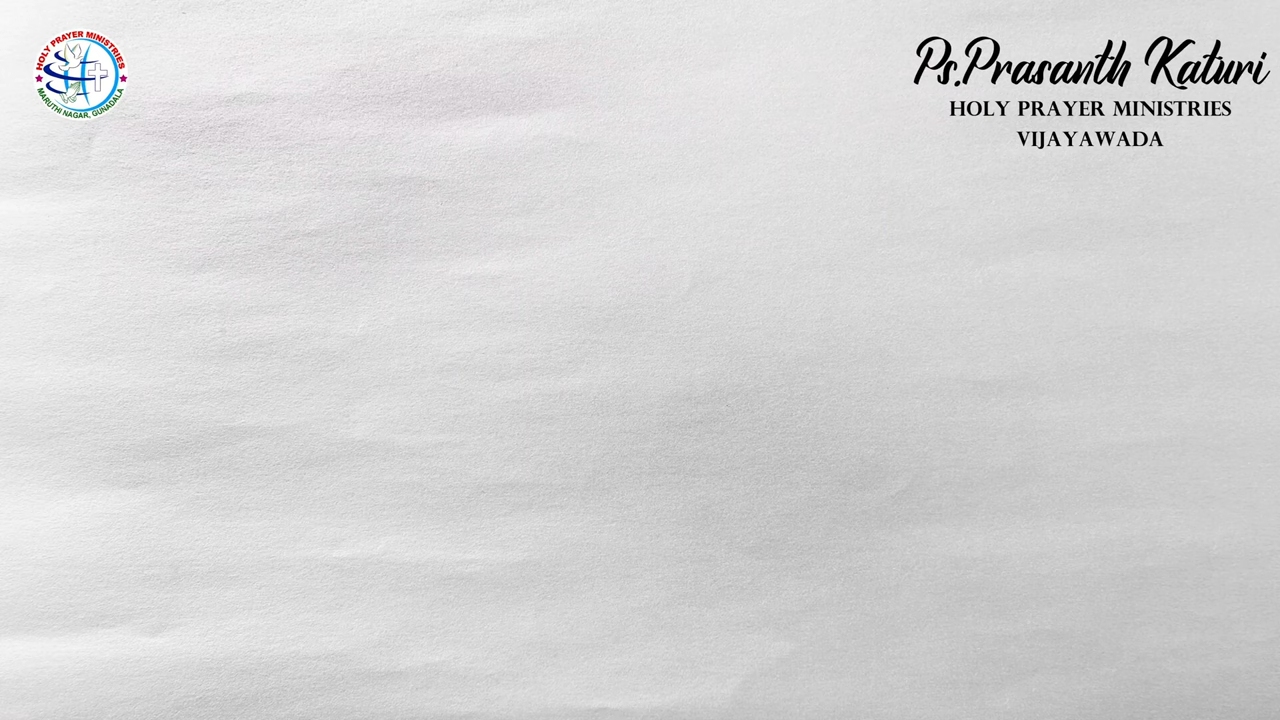 HOLY PRAYER MINISTRIES
MARUTHI NAGAR, GUNADALA
Ps.Prasanth Katuri
HOLY PRAYER MINISTRIES
VIJAYAWADA